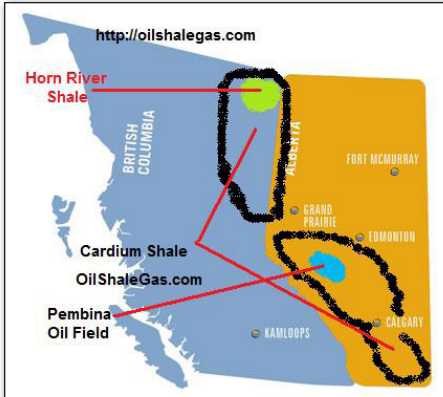 http://oilshalegas.com
Horn River
Shale
BRITISH
COLUMBIA
ALBERTA
FORT MCMURRAY
GRAND
PRAIRIE
EDMONTON
Cardium Shale
OilShaleGas.com
Pembina
Oil Field
CALGARY
KAMLOOPS